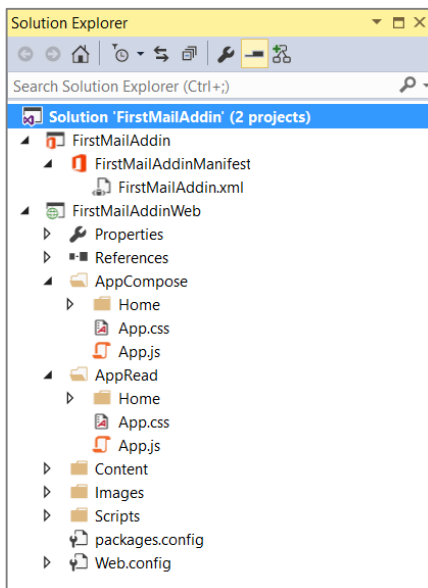 Solution Explorer
Search Solution Explorer (Ctrl+;)
Solution 'FirstMailAddin' (2 projects)
FirstMailAddin
FirstMailAddinManifest
FirstMailAddin.xml
FirstMailAddinWeb
Properties
References
AppCompose
Home
App.css
App.js
AppRead
Home
App.css
App.js
Content
Images
Scripts
packages.config
Web.config